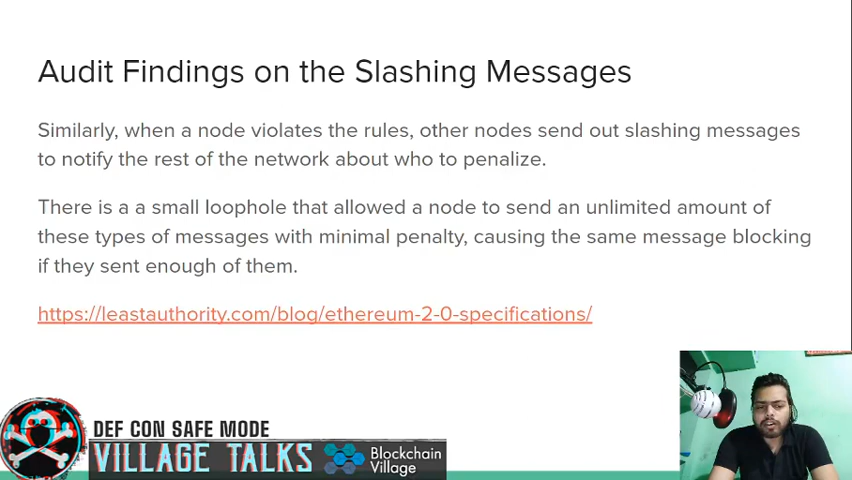 Audit Findings on the Slashing Messages
Similarly, when a node violates the rules, other nodes send out slashing messages
to notify the rest of the network about who to penalize.
There is a a small loophole that allowed a node to send an unlimited amount of
these types of messages with minimal penalty, causing the same message blocking
if they sent enough of them.
https://leastauthority.com/blog/ethereum-2-0-specifications/
DEF CON SAFE MODE
VILLAGE TALKS
Blockchain
Village